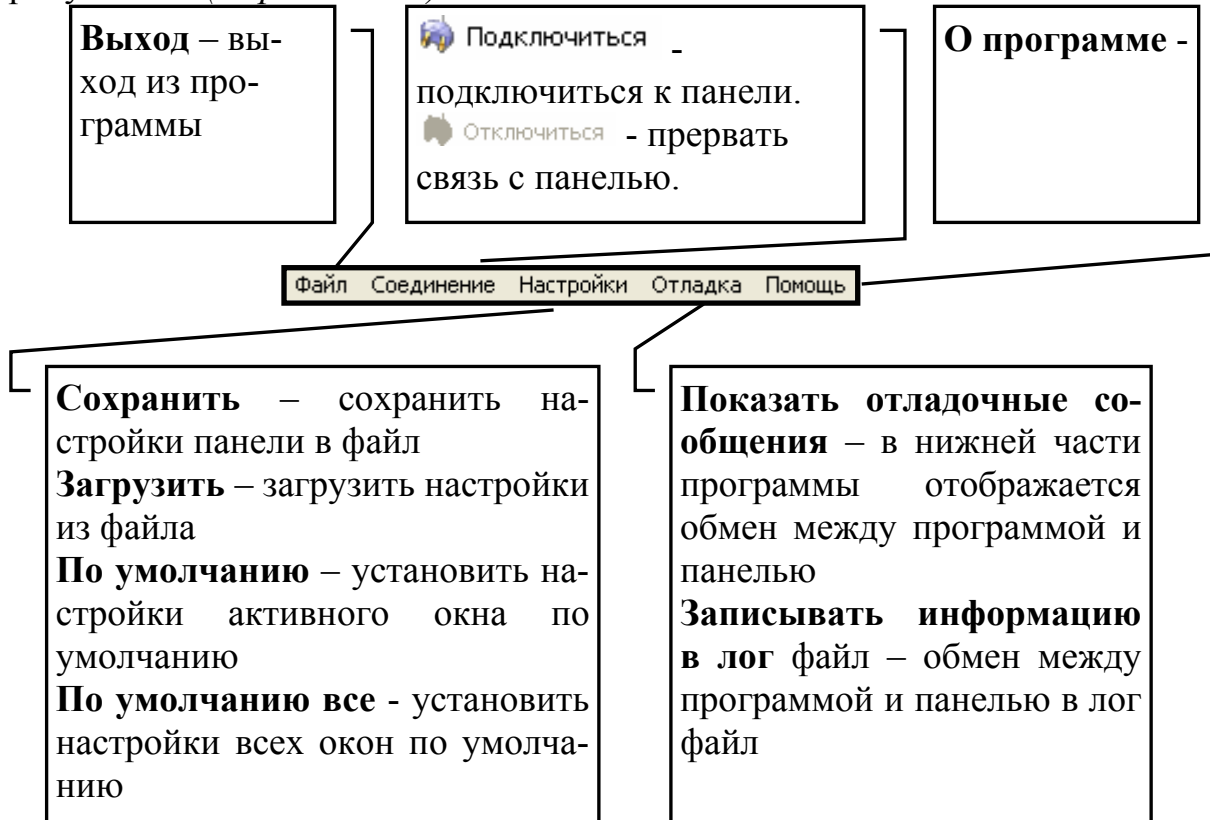 Выход – вы-
ход из про-
граммы
Подключиться -
подключиться к панели.
Отключиться - прервать
связь с панелью.
О программе -
Файл Соединение Настройки Отладка Помощь
Сохранить – сохранить на-
стройки панели в файл
Загрузить – загрузить настройки
из файла
По умолчанию – установить на-
стройки активного окна по
умолчанию
По умолчанию все - установить
настройки всех окон по умолча-
нию
Показать отладочные со-
общения – в нижней части
программы отображается
обмен между программой и
панелью
Записывать информацию
в лог файл – обмен между
программой и панелью в лог
файл